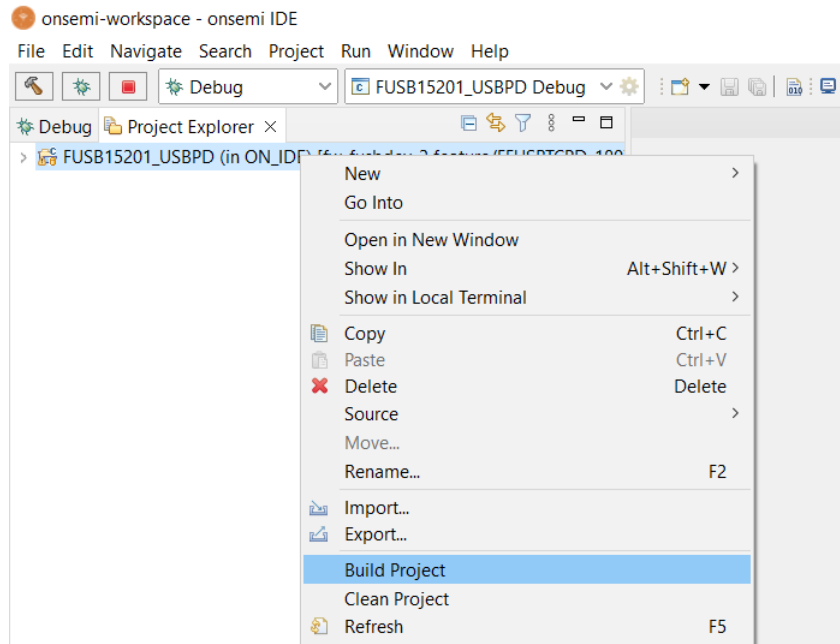 onsemi-workspace - onsemi IDE
File Edit Navigate Search Project Run Window Help
Debug FUSB15201_USBPD Debug
Debug Project Explorer
FUSB15201_USBPD (in ON_IDE)
New
Go Into
Open in New Window
Show In Alt+Shift+W
Show in Local Terminal
Copy Ctrl+C
Paste Ctrl+V
Delete Delete
Source
Move...
Rename... F2
Import...
Export...
Build Project
Clean Project
Refresh F5